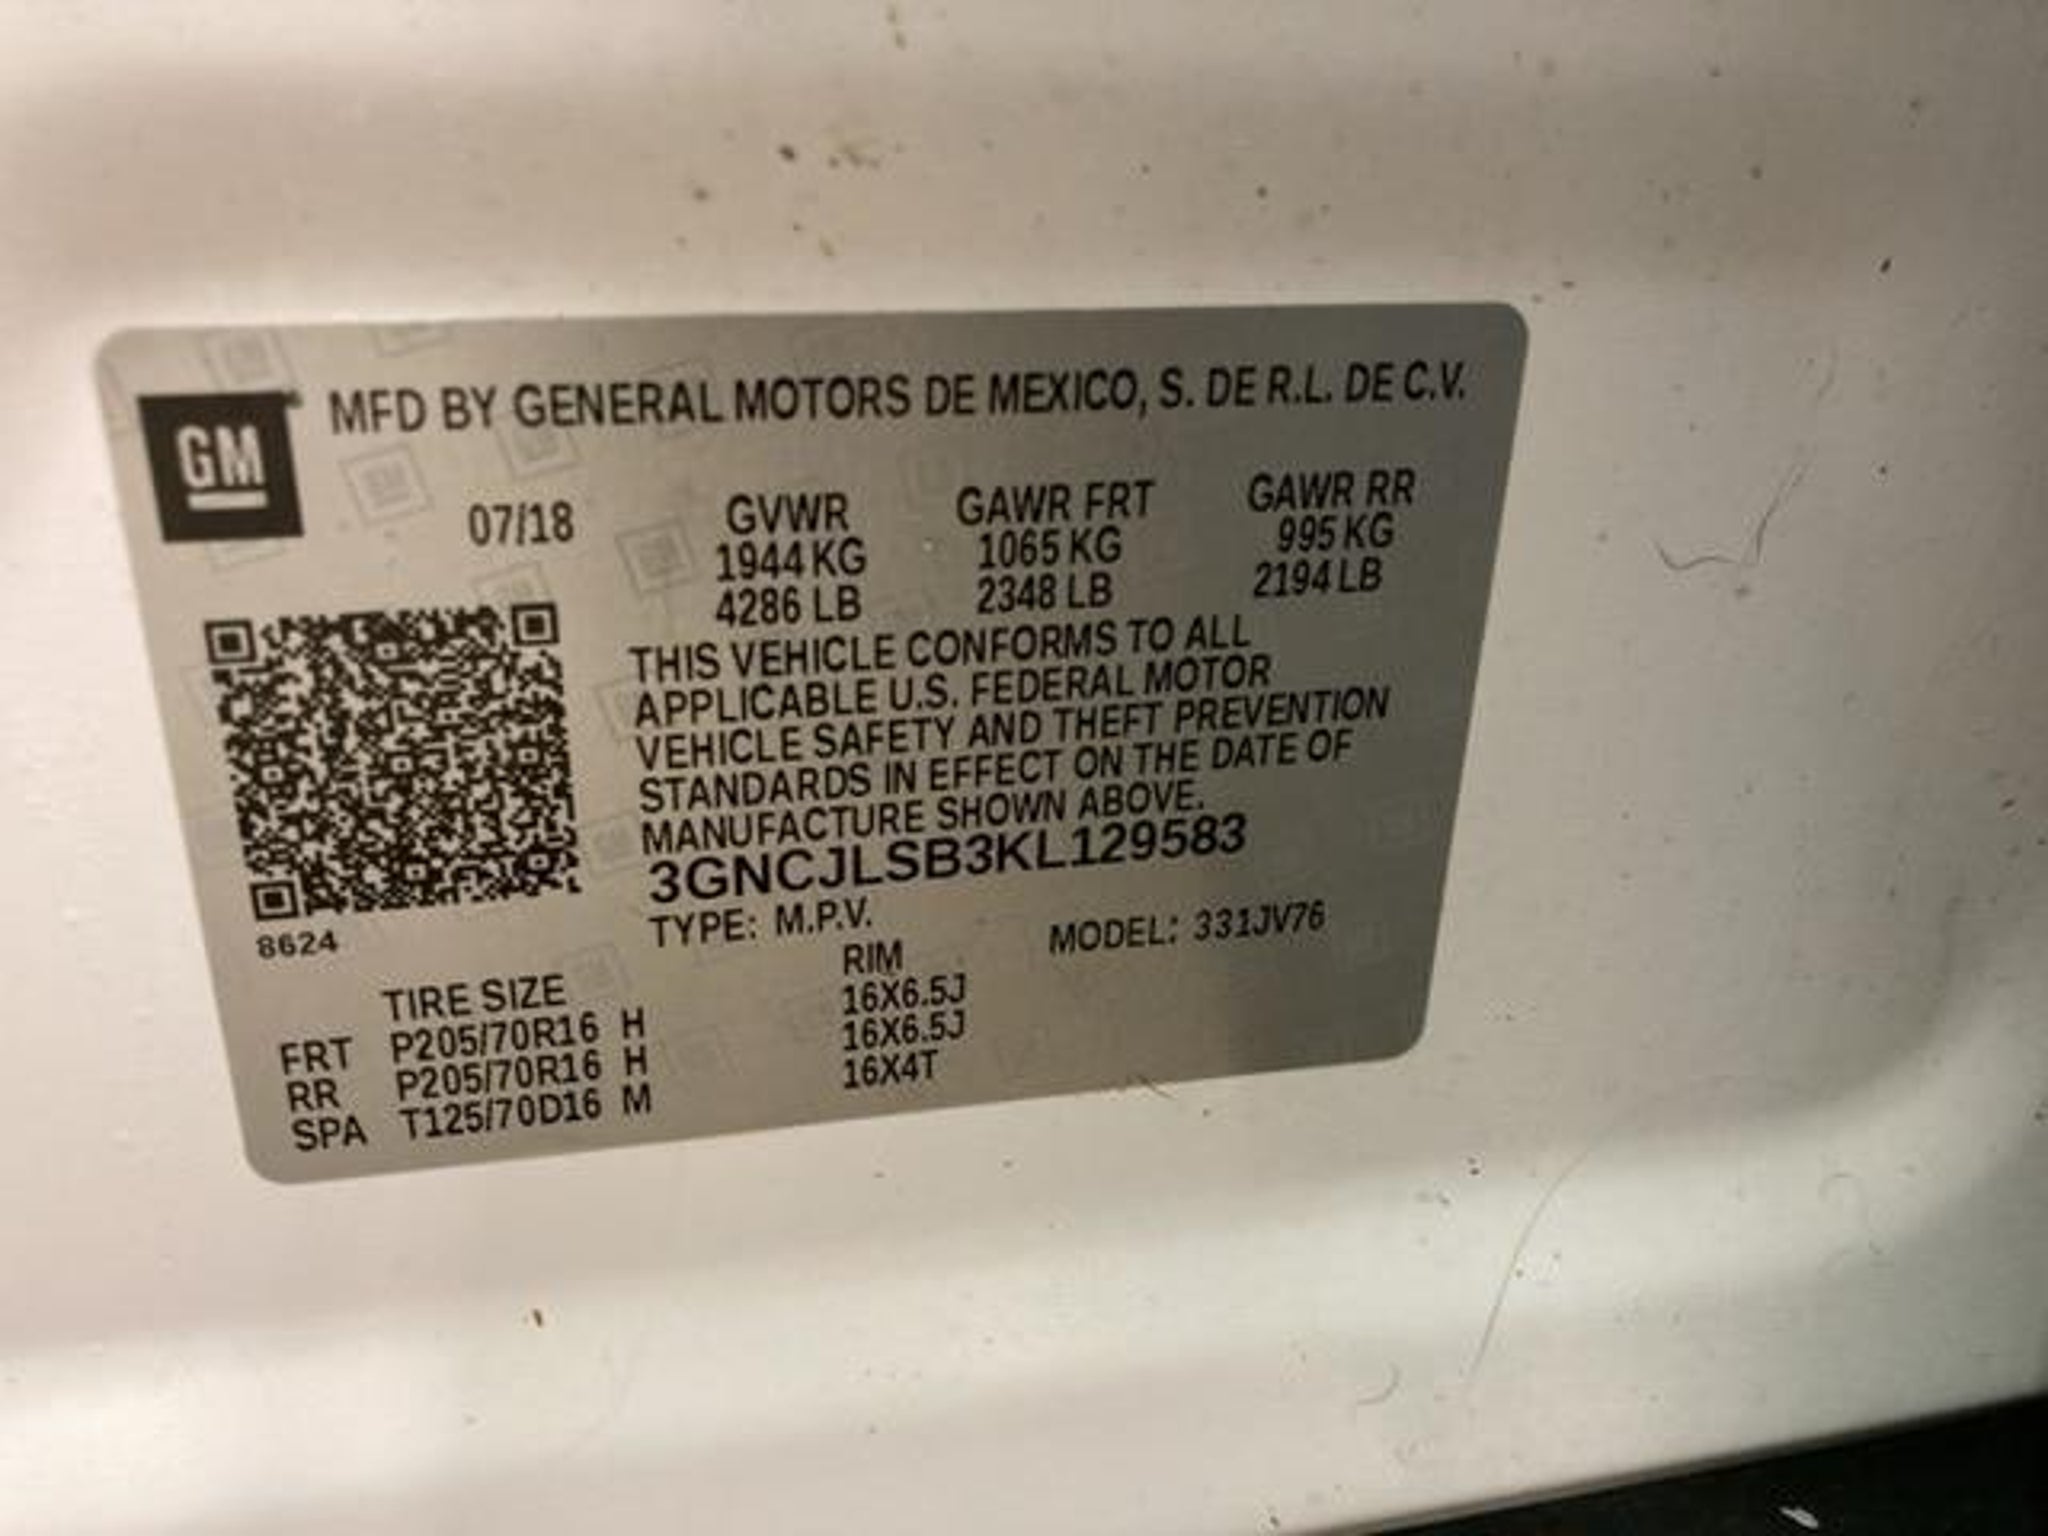 GM MFD BY GENERAL MOTORS DE MEXICO, S. DE R.L. DE C.V.
07/18 GVWR GAWR FRT GAWR RR
1944 KG 1065 KG 995 KG
4286 LB 2348 LB 2194 LB
THIS VEHICLE CONFORMS TO ALL
APPLICABLE U.S. FEDERAL MOTOR
VEHICLE SAFETY AND THEFT PREVENTION
STANDARDS IN EFFECT ON THE DATE OF
MANUFACTURE SHOWN ABOVE.
3GNCJLSB3KL129583
8624 TYPE: M.P.V. MODEL: 331JV76
TIRE SIZE RIM
FRT P205/70R16 H 16X6.5J
RR P205/70R16 H 16X6.5J
SPA T125/70D16 M 16X4T